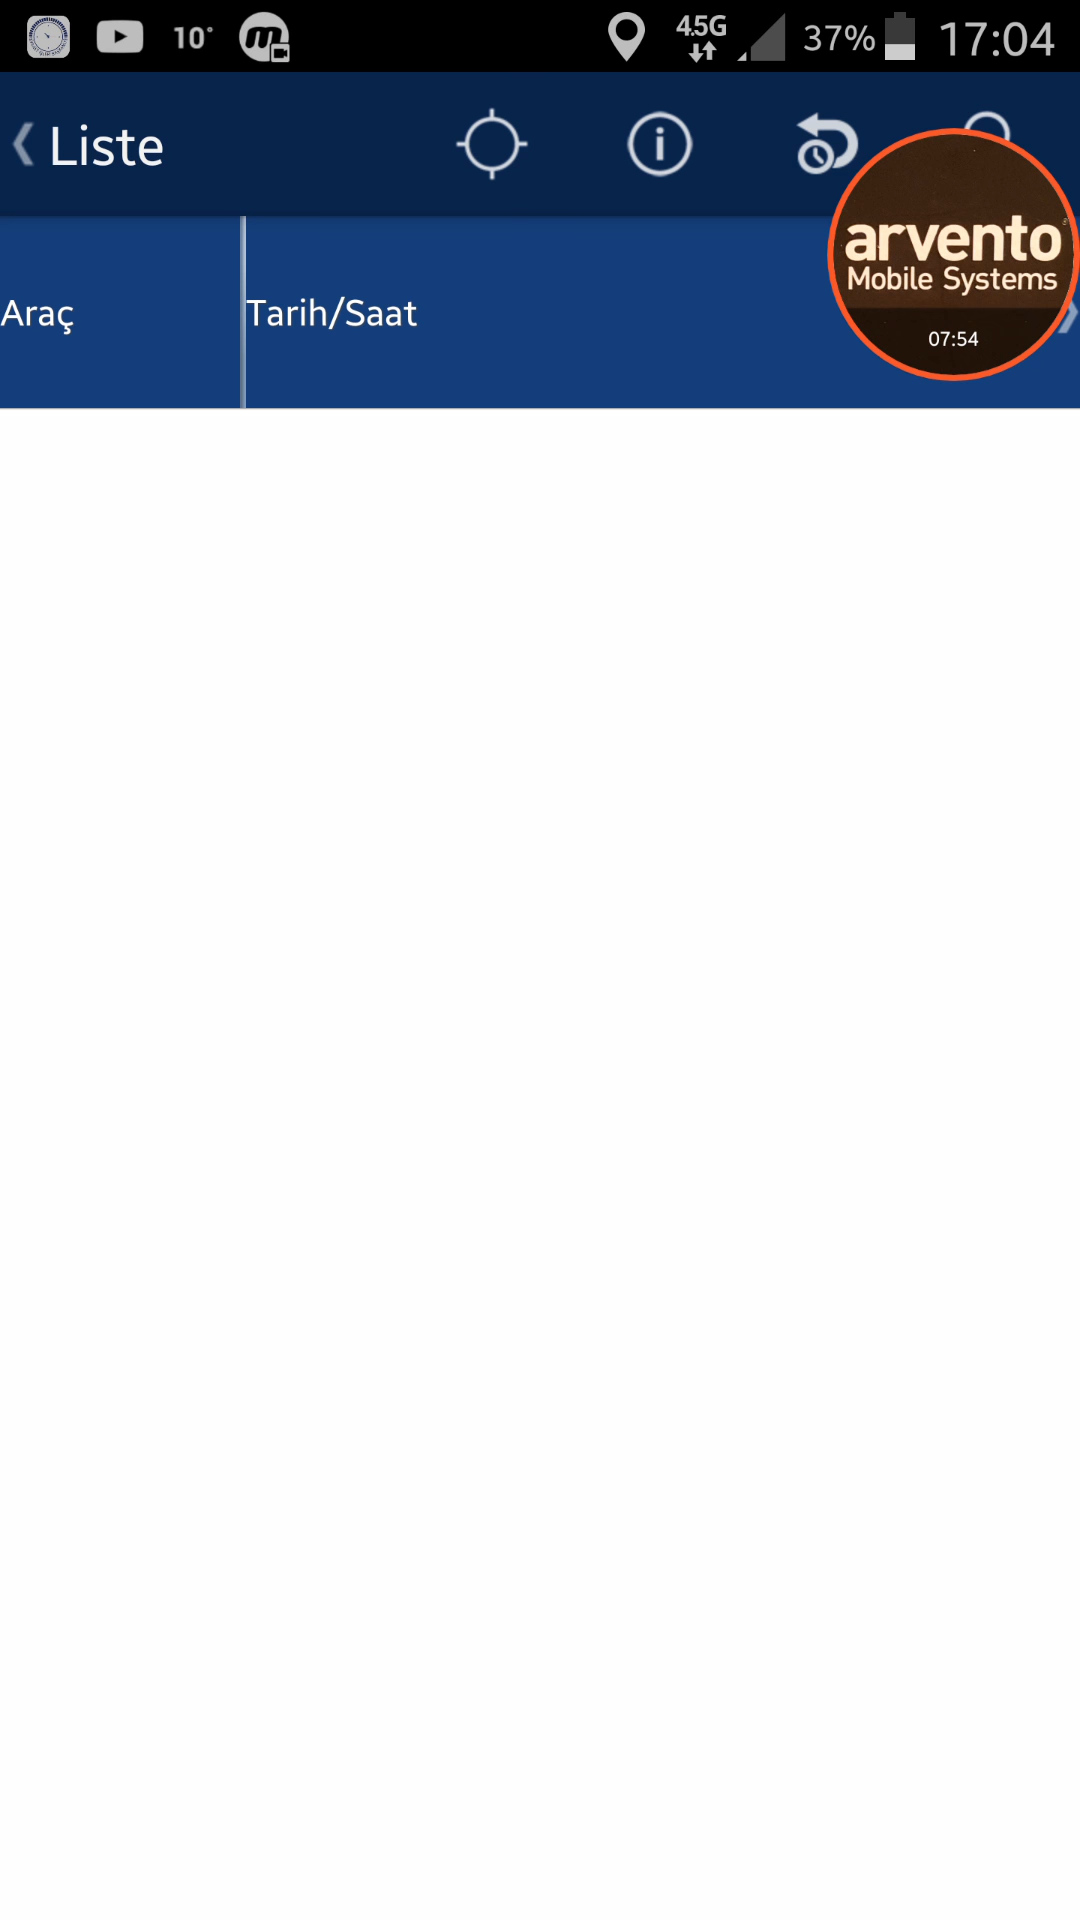 10° 4.5G 37% 17:04
Liste
arvento
Mobile Systems
Araç Tarih/Saat
07:54